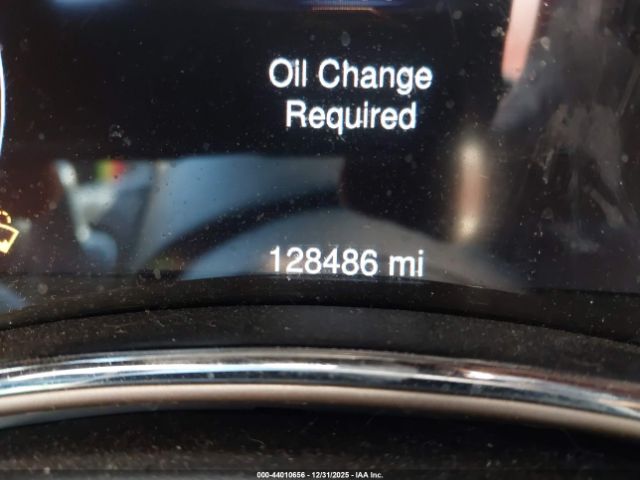 Oil Change
Required
128486 mi
000-44010656 - 12/31/2025 - © IAA Inc.